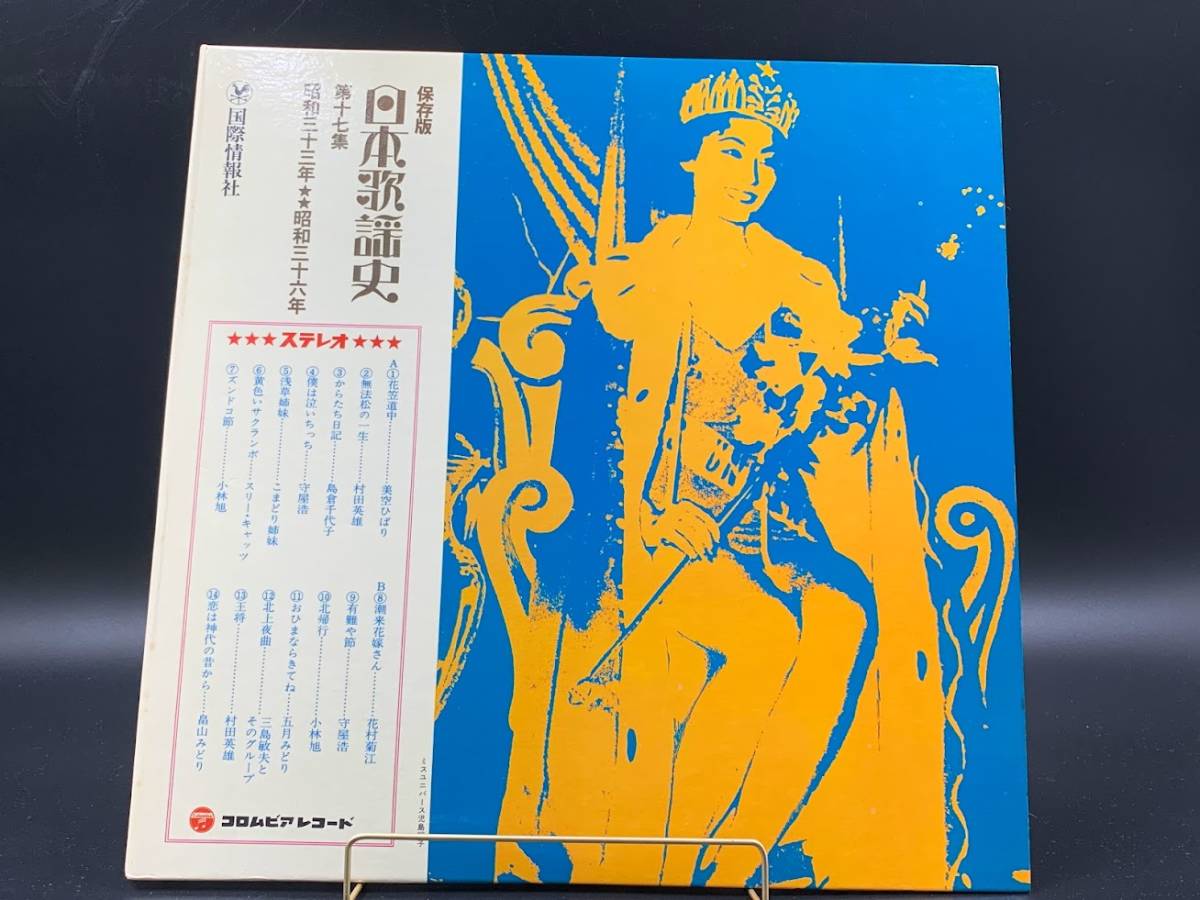 保存版
日本歌謡史
第十七集
昭和三十三年★★昭和三十六年
国際情報社
★★★ステレオ★★★
A①花笠道中………美空ひばり
②無法松の一生………村田英雄
③からたち日記………島倉千代子
④僕は泣いちっち………守屋浩
⑤浅草姉妹………こまどり姉妹
⑥黄色いサクランボ……スリー・キャッツ
⑦ズンドコ節………小林旭
B⑧潮来花嫁さん………花村菊江
⑨有難や節………守屋浩
⑩北帰行………小林旭
⑪おひまならきてね……五月みどり
⑫北上夜曲………三島敏夫と
そのグループ
⑬王将………村田英雄
⑭恋は神代の昔から……畠山みどり
コロムビアレコード
ミスユニバース児島 子